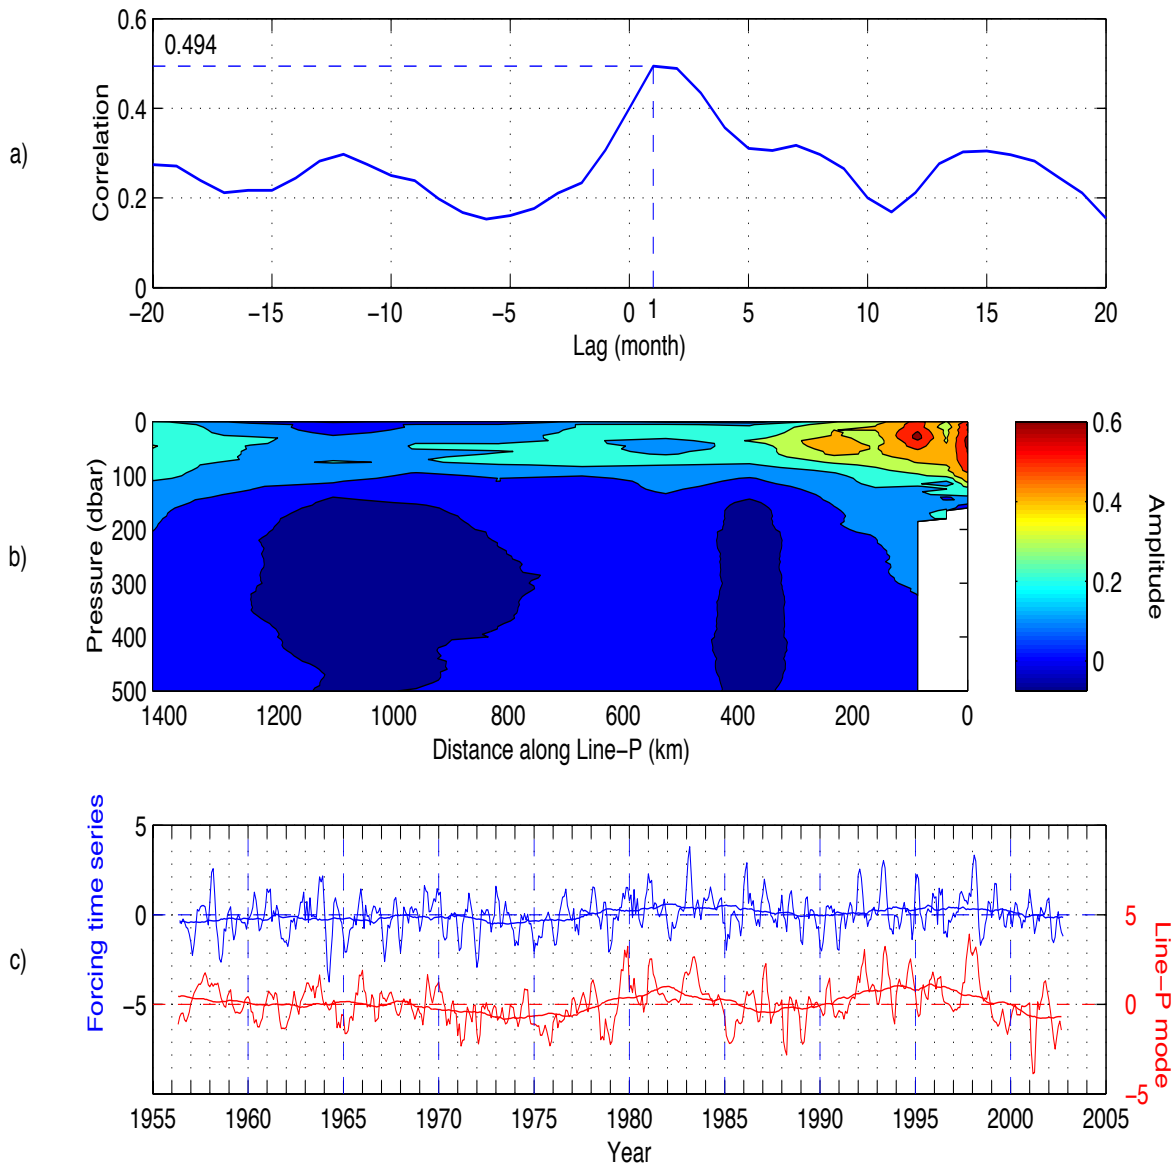 a)
Correlation
0.6
0.4
0.2
0
0.494
−20 −15 −10 −5 0 1 5 10 15 20
Lag (month)
b)
Pressure (dbar)
0
100
200
300
400
500
1400 1200 1000 800 600 400 200 0
Distance along Line−P (km)
0.6
0.4
0.2
0
Amplitude
c)
Forcing time series
5
0
−5
5
0
−5
Line−P mode
1955 1960 1965 1970 1975 1980 1985 1990 1995 2000 2005
Year